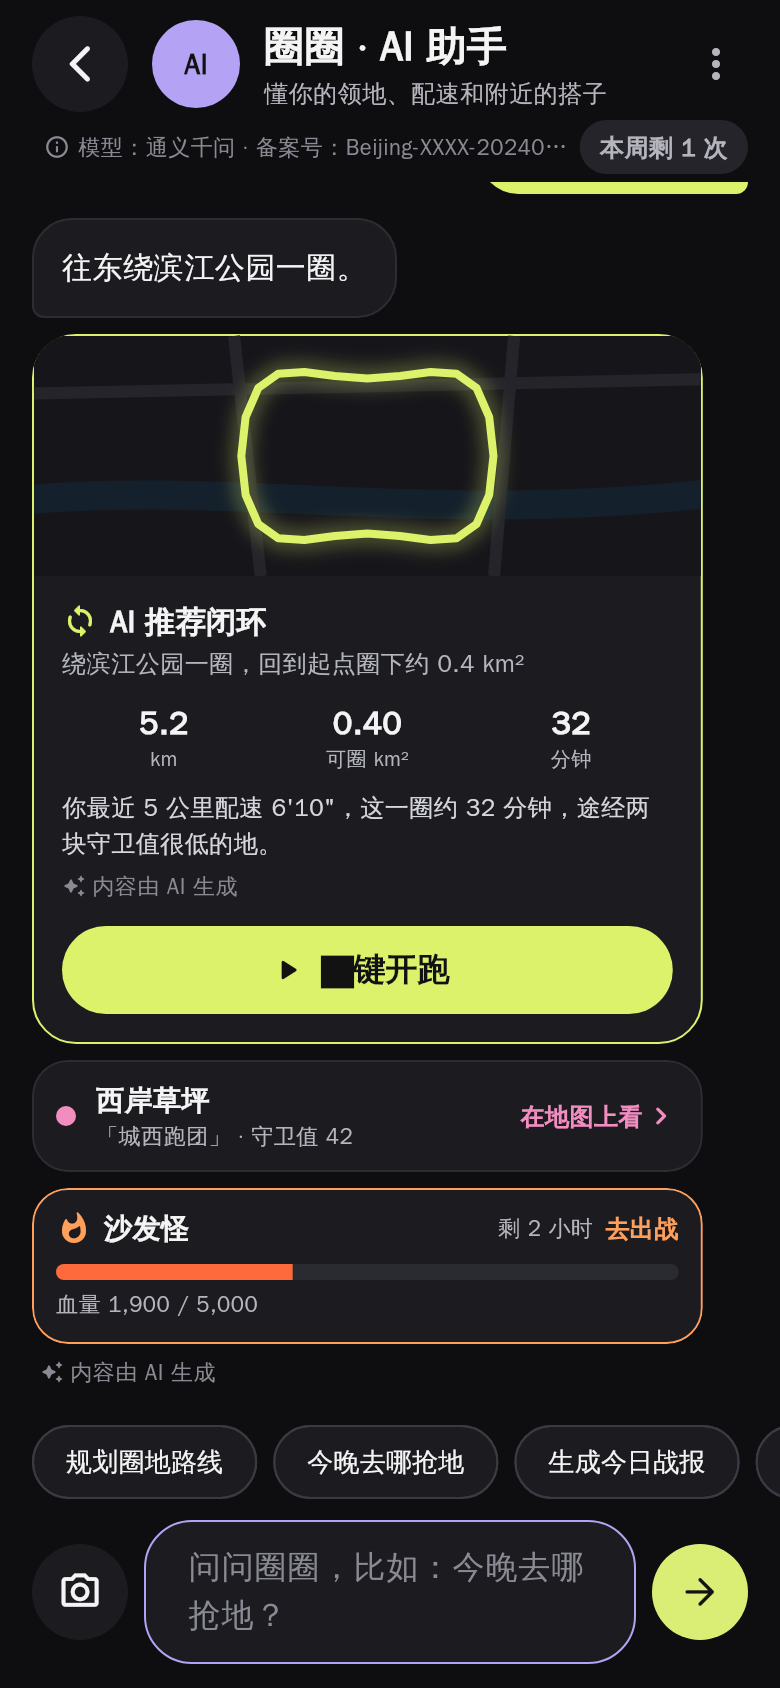 AI
圈圈 · AI 助手
懂你的领地、配速和附近的搭子
模型：通义千问 · 备案号：Beijing-XXXX-20240…
本周剩 1 次
往东绕滨江公园一圈。
AI 推荐闭环
绕滨江公园一圈，回到起点圈下约 0.4 km²
5.2
km
0.40
可圈 km²
32
分钟
你最近 5 公里配速 6'10"，这一圈约 32 分钟，途经两
块守卫值很低的地。
内容由 AI 生成
键开跑
西岸草坪
「城西跑团」 · 守卫值 42
在地图上看
沙发怪
剩 2 小时
去出战
血量 1,900 / 5,000
内容由 AI 生成
规划圈地路线
今晚去哪抢地
生成今日战报
问问圈圈，比如：今晚去哪
抢地？